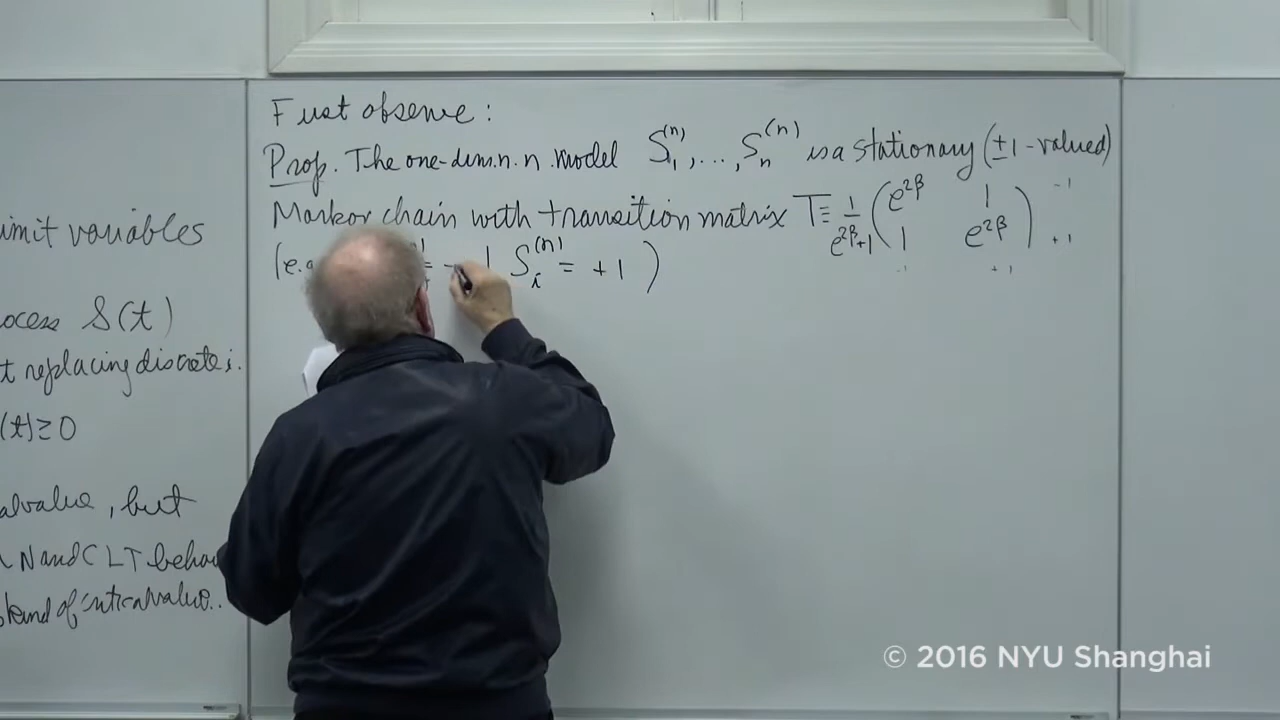 imit variables
ocess S(t)
t replacing discrete i.
(t) ≥ 0
alvalue, but
N and CLT behav
kind of critical value..
First observe:
Prop. The one-dim. n.n. model S₁⁽ⁿ⁾, ..., Sₙ⁽ⁿ⁾ is a stationary (±1-valued)
Markov chain with transition matrix T ≡ 1/(e^{2β}+1) ( e^{2β} 1 ; 1 e^{2β} ) -1 +1
-1 +1
(e.g. = - 1 Sᵢ⁽ⁿ⁾ = +1 )
© 2016 NYU Shanghai